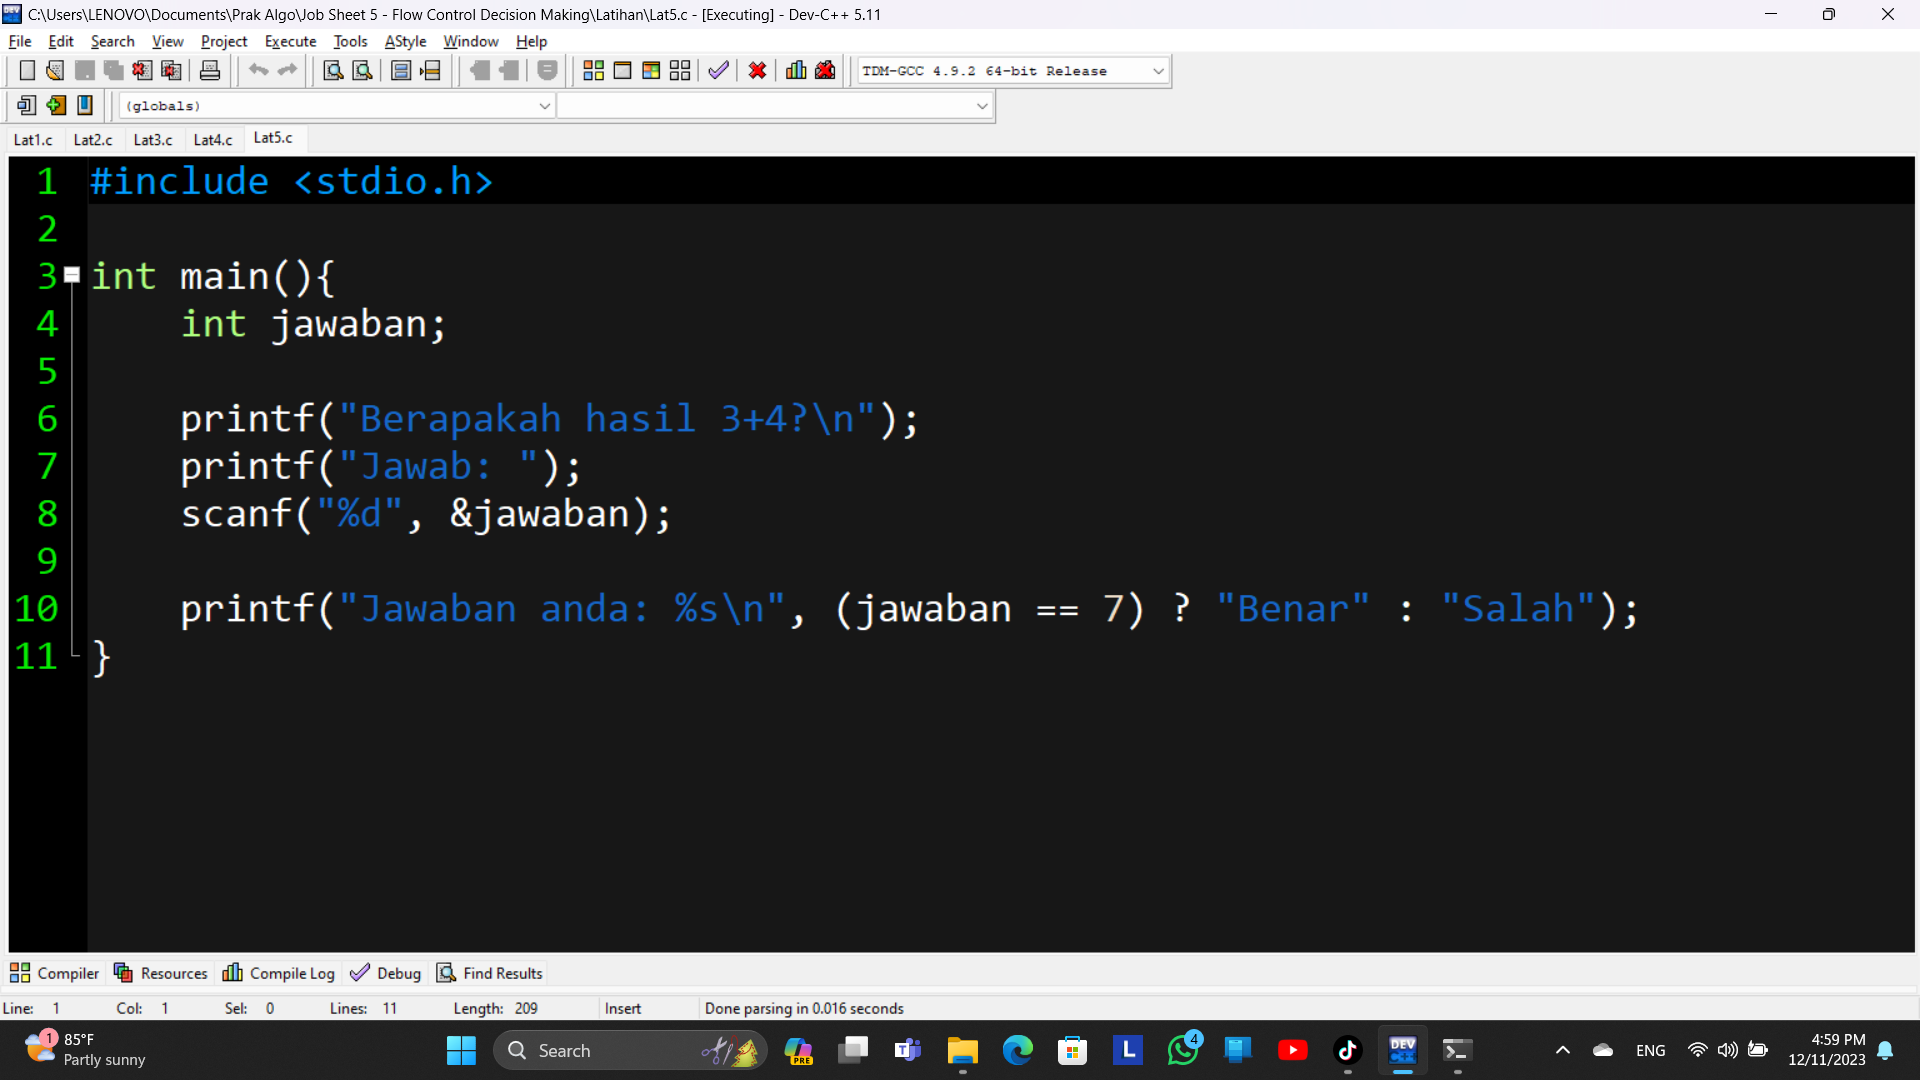 C:\Users\LENOVO\Documents\Prak Algo\Job Sheet 5 - Flow Control Decision Making\Latihan\Lat5.c - [Executing] - Dev-C++ 5.11
File Edit Search View Project Execute Tools AStyle Window Help
TDM-GCC 4.9.2 64-bit Release
(globals)
Lat1.c Lat2.c Lat3.c Lat4.c Lat5.c
1 #include <stdio.h>
2
3 int main(){
4 int jawaban;
5
6 printf("Berapakah hasil 3+4?\n");
7 printf("Jawab: ");
8 scanf("%d", &jawaban);
9
10 printf("Jawaban anda: %s\n", (jawaban == 7) ? "Benar" : "Salah");
11 }
Compiler Resources Compile Log Debug Find Results
Line: 1 Col: 1 Sel: 0 Lines: 11 Length: 209 Insert Done parsing in 0.016 seconds
1 85°F
Partly sunny
Search
PRE
T
L
4
DEV
C++
ENG
4:59 PM
12/11/2023